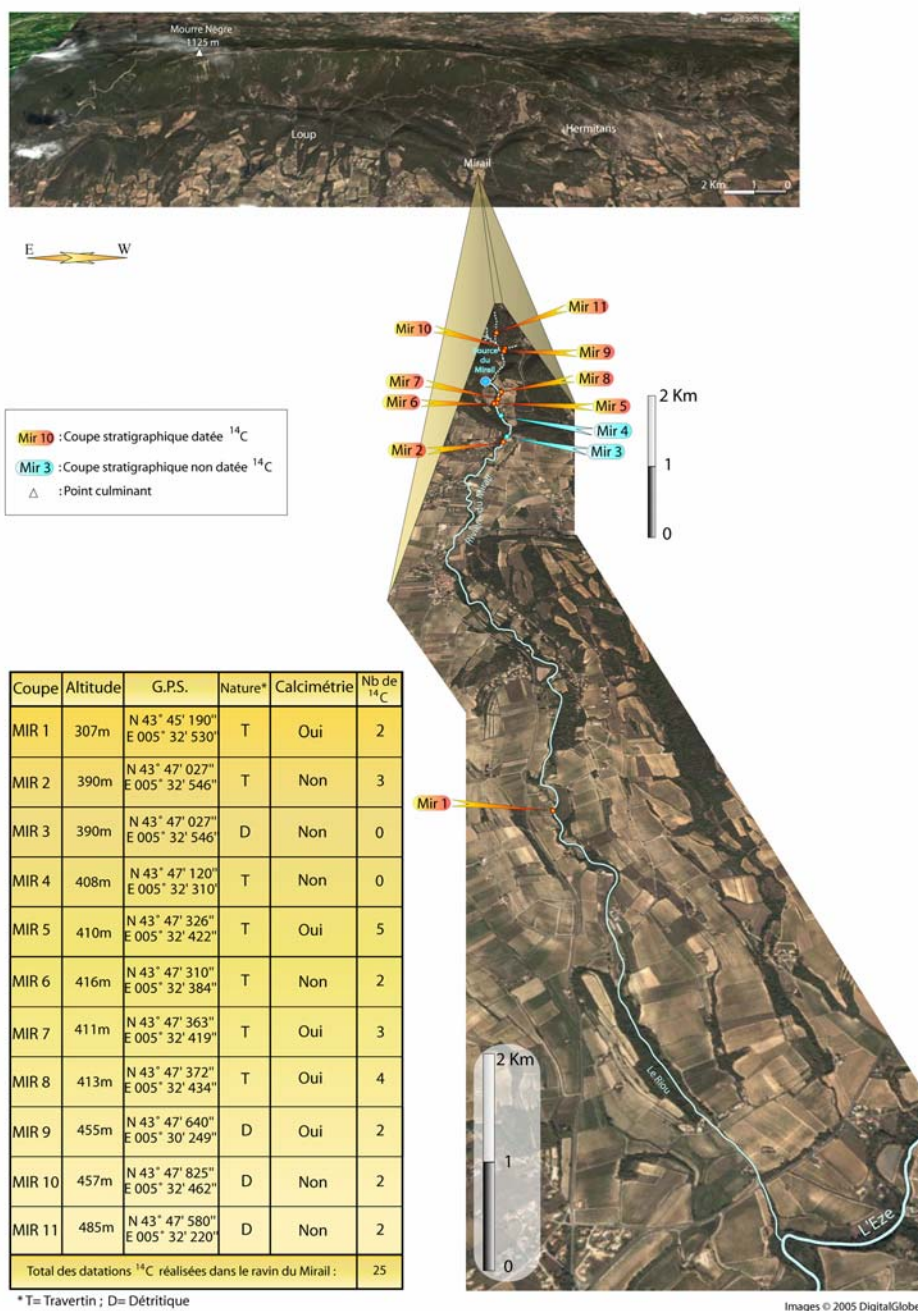 Image © 2005 DigitalGlobe
Mourre Nègre
1125 m
Loup
Hermitans
Mirail
2 Km 1 0
E W
Mir 11
Mir 10
Mir 9
Source
du
Mirail
Mir 8
Mir 7
Mir 6
Mir 5
Mir 4
Mir 2
Mir 3
2 Km
1
0
Mir 10 : Coupe stratigraphique datée 14C
Mir 3 : Coupe stratigraphique non datée 14C
△ : Point culminant
du Mirail
Coupe Altitude G.P.S. Nature* Calcimétrie Nb de 14C
MIR 1 307m N 43° 45' 190" E 005° 32' 530' T Oui 2
MIR 2 390m N 43° 47' 027" E 005° 32' 546" T Non 3
MIR 3 390m N 43° 47' 027" E 005° 32' 546" D Non 0
MIR 4 408m N 43° 47' 120" E 005° 32' 310' T Non 0
MIR 5 410m N 43° 47' 326" E 005° 32' 422" T Oui 5
MIR 6 416m N 43° 47' 310" E 005° 32' 384" T Non 2
MIR 7 411m N 43° 47' 363" E 005° 32' 419" T Oui 3
MIR 8 413m N 43° 47' 372" E 005° 32' 434" T Oui 4
MIR 9 455m N 43° 47' 640" E 005° 30' 249" D Oui 2
MIR 10 457m N 43° 47' 825" E 005° 32' 462" D Non 2
MIR 11 485m N 43° 47' 580" E 005° 32' 220" D Non 2
Total des datations 14C réalisées dans le ravin du Mirail : 25
* T= Travertin ; D= Détritique
Mir 1
Le Riou
2 Km
1
0
L'Eze
Images © 2005 DigitalGlobe